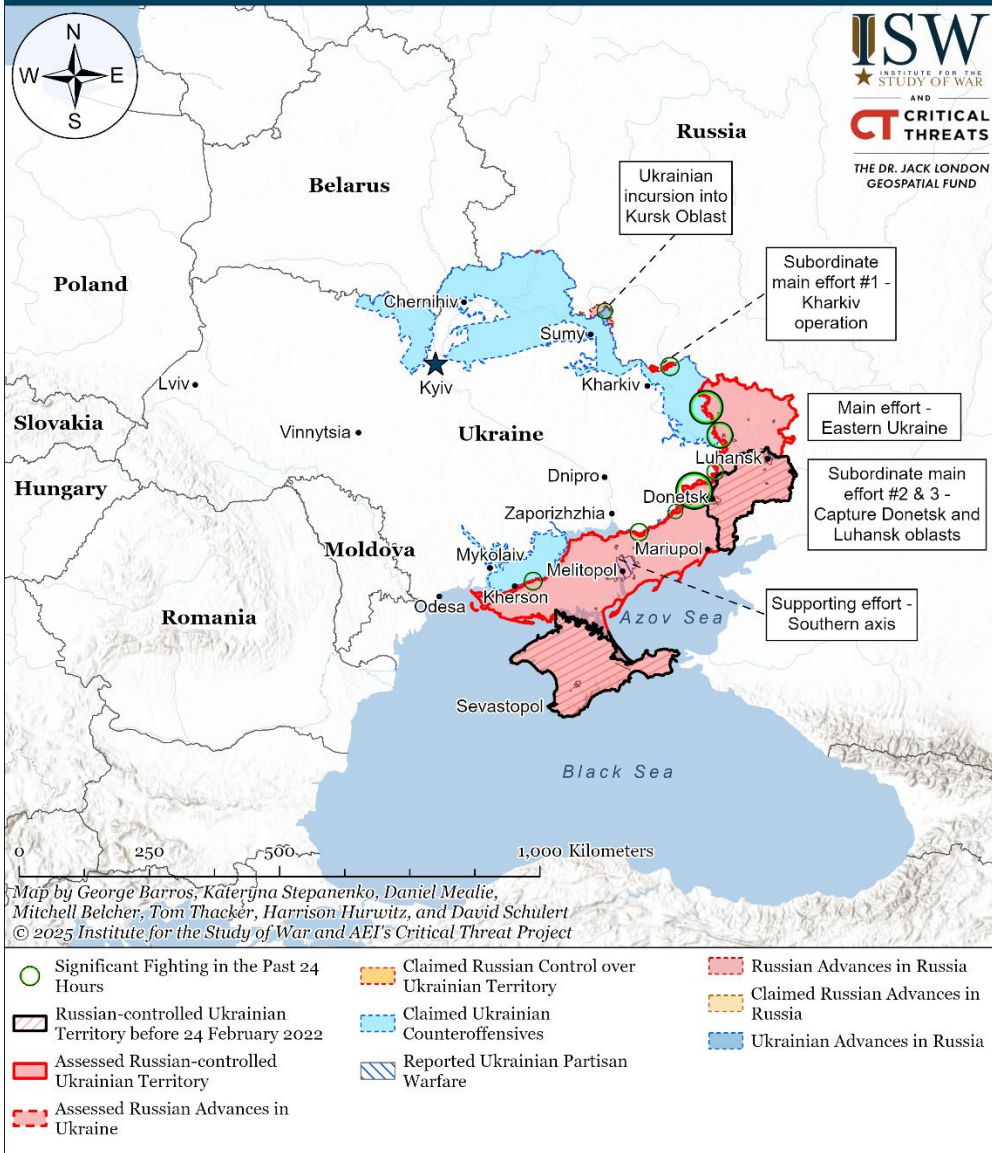 N
W
E
S
ISW
INSTITUTE FOR THE
STUDY OF WAR
AND
CT CRITICAL
THREATS
THE DR. JACK LONDON
GEOSPATIAL FUND
Russia
Ukrainian
incursion into
Kursk Oblast
Belarus
Subordinate
main effort #1 -
Kharkiv
operation
Poland
Chernihiv
Sumy
Kyiv
Kharkiv
Lviv
Slovakia
Vinnytsia
Ukraine
Main effort -
Eastern Ukraine
Luhansk
Hungary
Dnipro
Donetsk
Subordinate main
effort #2 & 3 -
Capture Donetsk and
Luhansk oblasts
Zaporizhzhia
Moldova
Mykolaiv
Mariupol
Melitopol
Kherson
Odesa
Romania
Azov Sea
Supporting effort -
Southern axis
Sevastopol
Black Sea
0 250 500 1,000 Kilometers
Map by George Barros, Kateryna Stepanenko, Daniel Mealie,
Mitchell Belcher, Tom Thacker, Harrison Hurwitz, and David Schulert
© 2025 Institute for the Study of War and AEI's Critical Threat Project
Significant Fighting in the Past 24
Hours
Russian-controlled Ukrainian
Territory before 24 February 2022
Assessed Russian-controlled
Ukrainian Territory
Assessed Russian Advances in
Ukraine
Claimed Russian Control over
Ukrainian Territory
Claimed Ukrainian
Counteroffensives
Reported Ukrainian Partisan
Warfare
Russian Advances in Russia
Claimed Russian Advances in
Russia
Ukrainian Advances in Russia